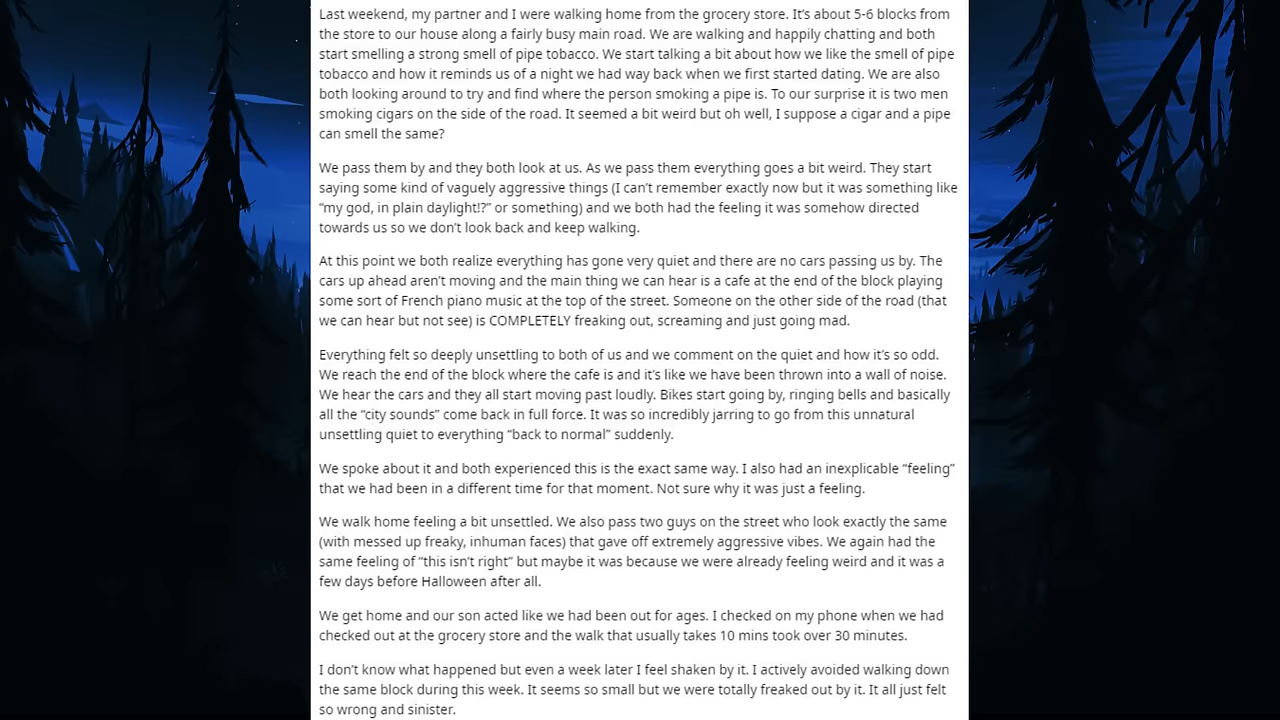 Last weekend, my partner and I were walking home from the grocery store. It’s about 5-6 blocks from
the store to our house along a fairly busy main road. We are walking and happily chatting and both
start smelling a strong smell of pipe tobacco. We start talking a bit about how we like the smell of pipe
tobacco and how it reminds us of a night we had way back when we first started dating. We are also
both looking around to try and find where the person smoking a pipe is. To our surprise it is two men
smoking cigars on the side of the road. It seemed a bit weird but oh well, I suppose a cigar and a pipe
can smell the same?
We pass them by and they both look at us. As we pass them everything goes a bit weird. They start
saying some kind of vaguely aggressive things (I can’t remember exactly now but it was something like
“my god, in plain daylight!?” or something) and we both had the feeling it was somehow directed
towards us so we don’t look back and keep walking.
At this point we both realize everything has gone very quiet and there are no cars passing us by. The
cars up ahead aren’t moving and the main thing we can hear is a cafe at the end of the block playing
some sort of French piano music at the top of the street. Someone on the other side of the road (that
we can hear but not see) is COMPLETELY freaking out, screaming and just going mad.
Everything felt so deeply unsettling to both of us and we comment on the quiet and how it’s so odd.
We reach the end of the block where the cafe is and it’s like we have been thrown into a wall of noise.
We hear the cars and they all start moving past loudly. Bikes start going by, ringing bells and basically
all the “city sounds” come back in full force. It was so incredibly jarring to go from this unnatural
unsettling quiet to everything “back to normal” suddenly.
We spoke about it and both experienced this is the exact same way. I also had an inexplicable “feeling”
that we had been in a different time for that moment. Not sure why it was just a feeling.
We walk home feeling a bit unsettled. We also pass two guys on the street who look exactly the same
(with messed up freaky, inhuman faces) that gave off extremely aggressive vibes. We again had the
same feeling of “this isn’t right” but maybe it was because we were already feeling weird and it was a
few days before Halloween after all.
We get home and our son acted like we had been out for ages. I checked on my phone when we had
checked out at the grocery store and the walk that usually takes 10 mins took over 30 minutes.
I don’t know what happened but even a week later I feel shaken by it. I actively avoided walking down
the same block during this week. It seems so small but we were totally freaked out by it. It all just felt
so wrong and sinister.